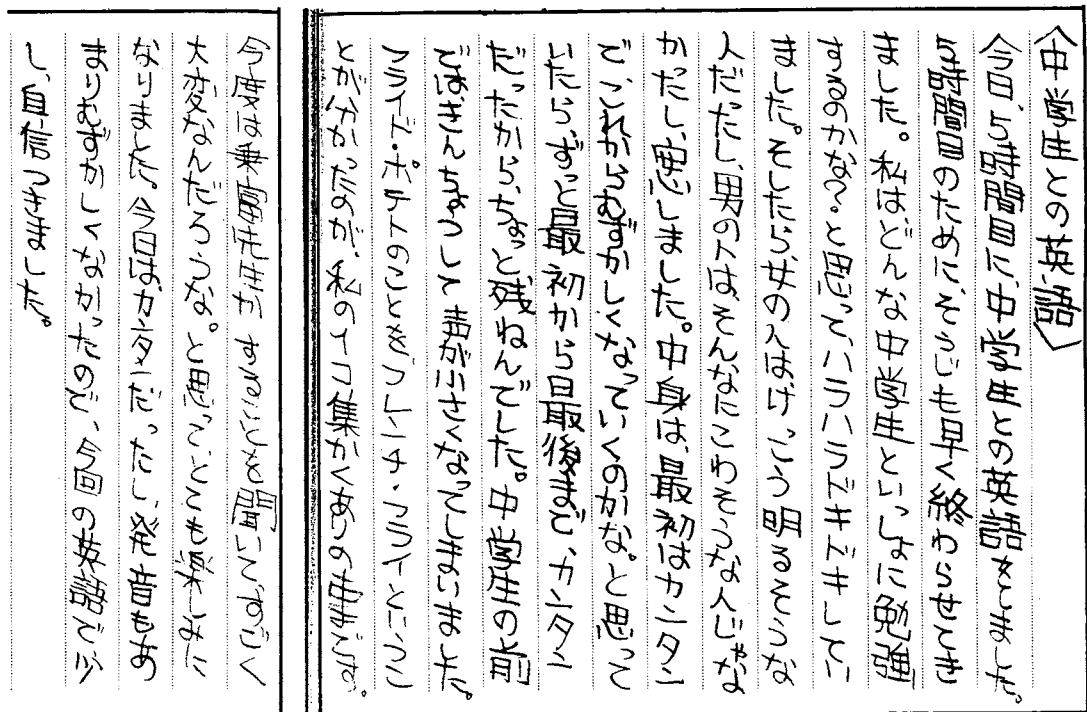 〈中学生との英語〉
今日、5時間目に、中学生との英語をしました。
5時間目のために、そうじも早く終わらせてき
ました。私はどんな中学生といっしょに勉強
するのかな?と思って、ハラハラドキドキしてい
ました。そしたら、女の人はけっこう明るそうな
人だたし、男の人は、そんなにこわそうな人じゃな
かったし、安心しました。中身は、最初はカンタン
で、これからむずかしくなっていくのかな。と思って
いたら、ずっと最初から最後まで、カンタン
だったから、ちょっと残ねんでした。中学生の前
ではきんちょうして声が小さくなってしまいました。
フライド・ポテトのことをフレンチ・フライということ
とが分かったのが、私の
今度は 先生が することを聞いて、すごく
大変なんだろうな。と思って、とても楽しみに
なりました。今日は、カンタンだったし、発音もあ
まりむずかしくなかったので、今回の英語で、少
し、自信つきました。